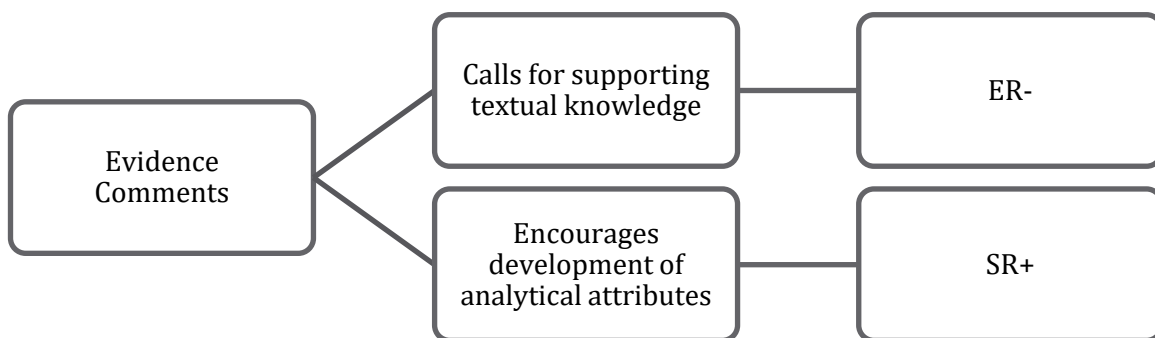 Evidence
Comments
Calls for supporting
textual knowledge
ER-
Encourages
development of
analytical attributes
SR+